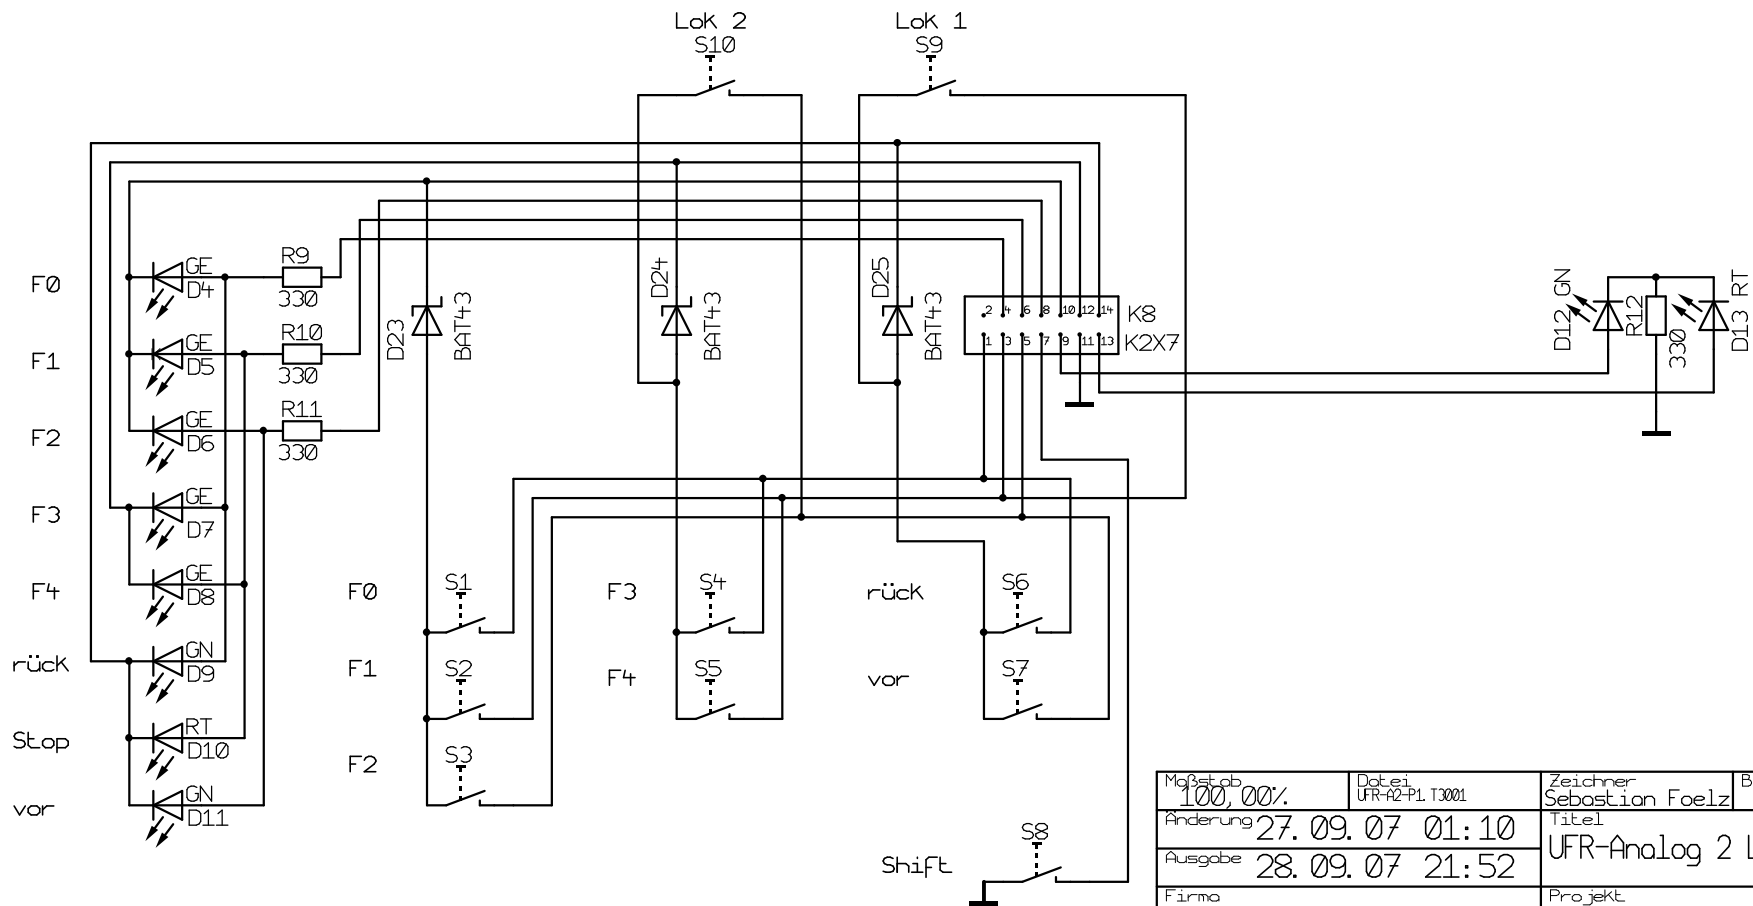 Lok 2
S10
Lok 1
S9
F0
GE
D4
R9
330
F1
GE
D5
R10
330
F2
GE
D6
R11
330
F3
GE
D7
F4
GE
D8
rück
GN
D9
Stop
RT
D10
vor
GN
D11
D23
BAT43
D24
BAT43
D25
BAT43
2 4 6 8 10 12 14
1 3 5 7 9 11 13
K8
K2X7
D12 GN
R12
330
D13 RT
F0
S1
F1
S2
F2
S3
F3
S4
F4
S5
rück
S6
vor
S7
Shift
S8
Maßstab
100,00%
Datei
UFR-A2-P1.T3001
Zeichner
Sebastian Foelz
B
Änderung
27.09.07 01:10
Ausgabe
28.09.07 21:52
Titel
UFR-Analog 2 L
Firma
Projekt